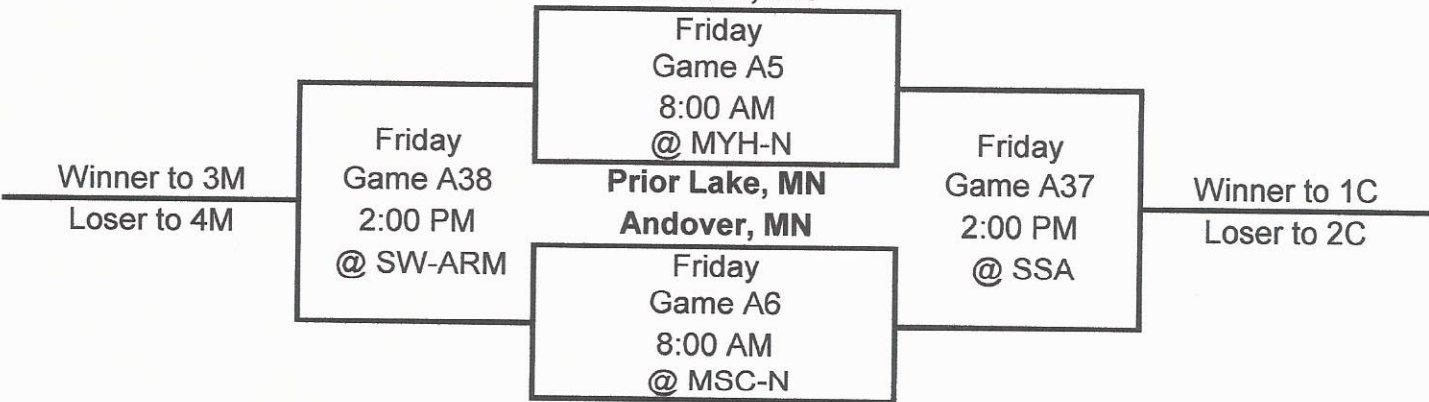 Friday
Game A5
8:00 AM
@ MYH-N
Prior Lake, MN
Andover, MN
Friday
Game A6
8:00 AM
@ MSC-N
Friday
Game A38
2:00 PM
@ SW-ARM
Winner to 3M
Loser to 4M
Friday
Game A37
2:00 PM
@ SSA
Winner to 1C
Loser to 2C